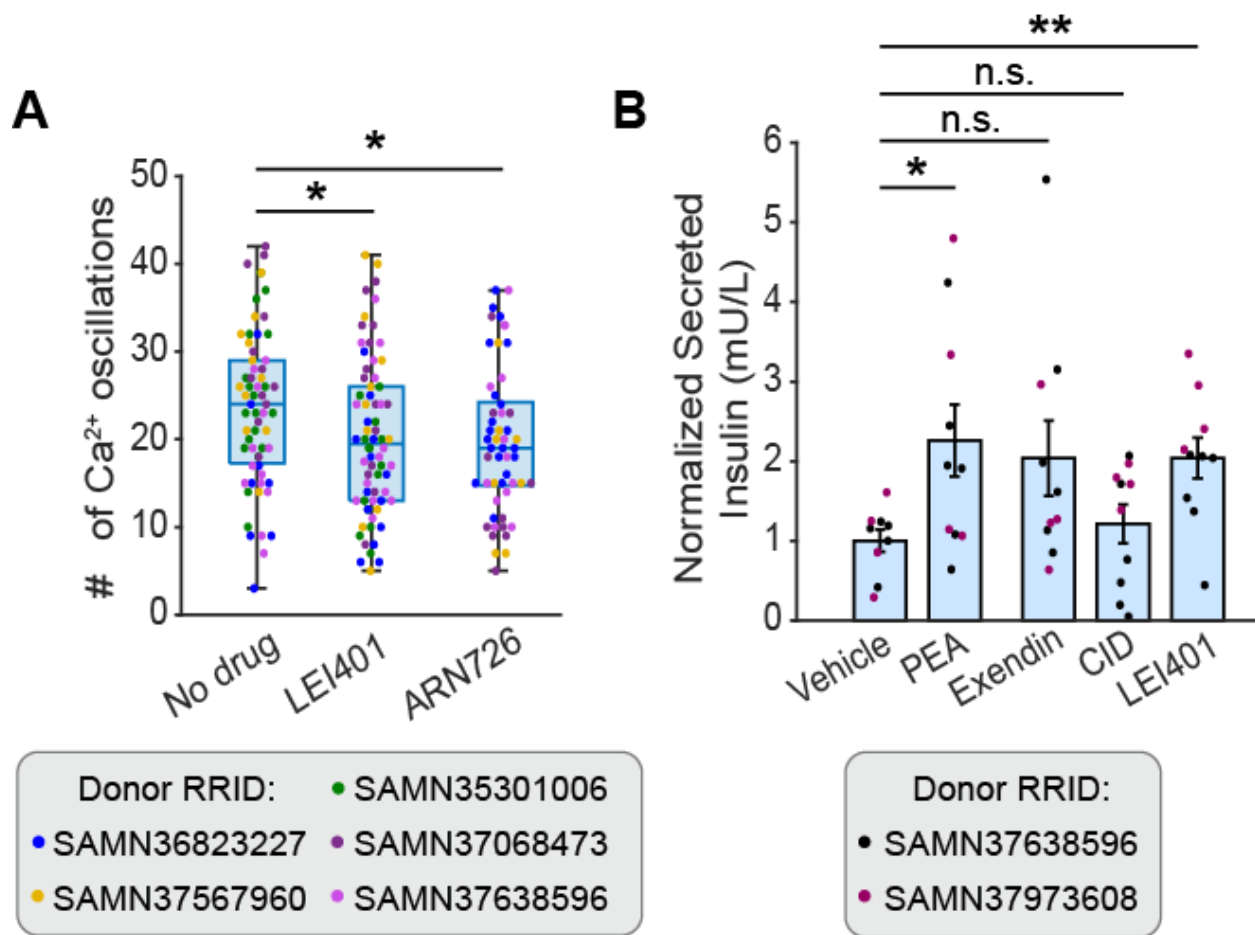 A
# of Ca²⁺ oscillations
50
40
30
20
10
0
*
*
No drug
LEI401
ARN726
Donor RRID:
SAMN36823227
SAMN37567960
SAMN35301006
SAMN37068473
SAMN37638596
B
Normalized Secreted
Insulin (mU/L)
6
5
4
3
2
1
0
**
n.s.
n.s.
*
Vehicle
PEA
Exendin
CID
LEI401
Donor RRID:
SAMN37638596
SAMN37973608